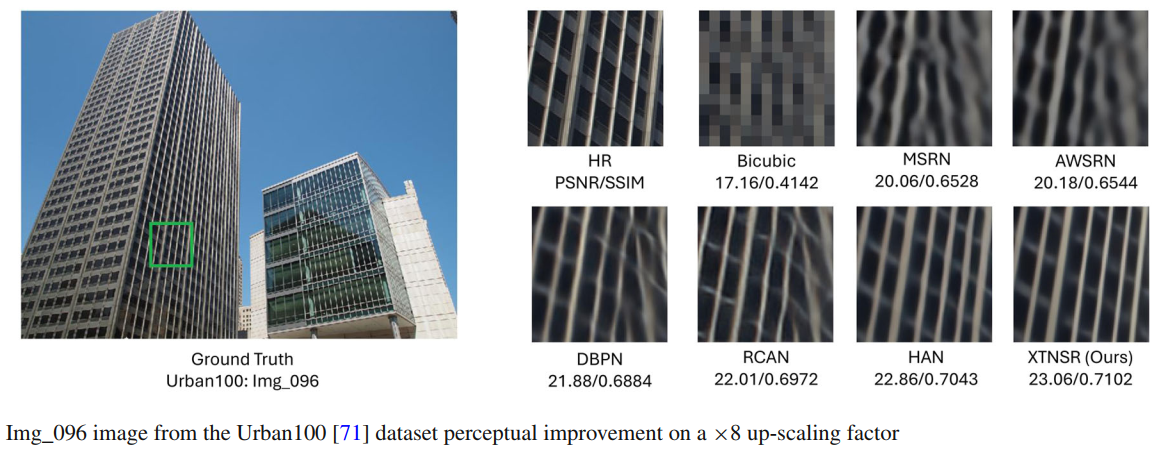 HR
PSNR/SSIM
Bicubic
17.16/0.4142
MSRN
20.06/0.6528
AWSRN
20.18/0.6544
Ground Truth
Urban100: Img_096
DBPN
21.88/0.6884
RCAN
22.01/0.6972
HAN
22.86/0.7043
XTNSR (Ours)
23.06/0.7102
Img_096 image from the Urban100 [71] dataset perceptual improvement on a ×8 up-scaling factor